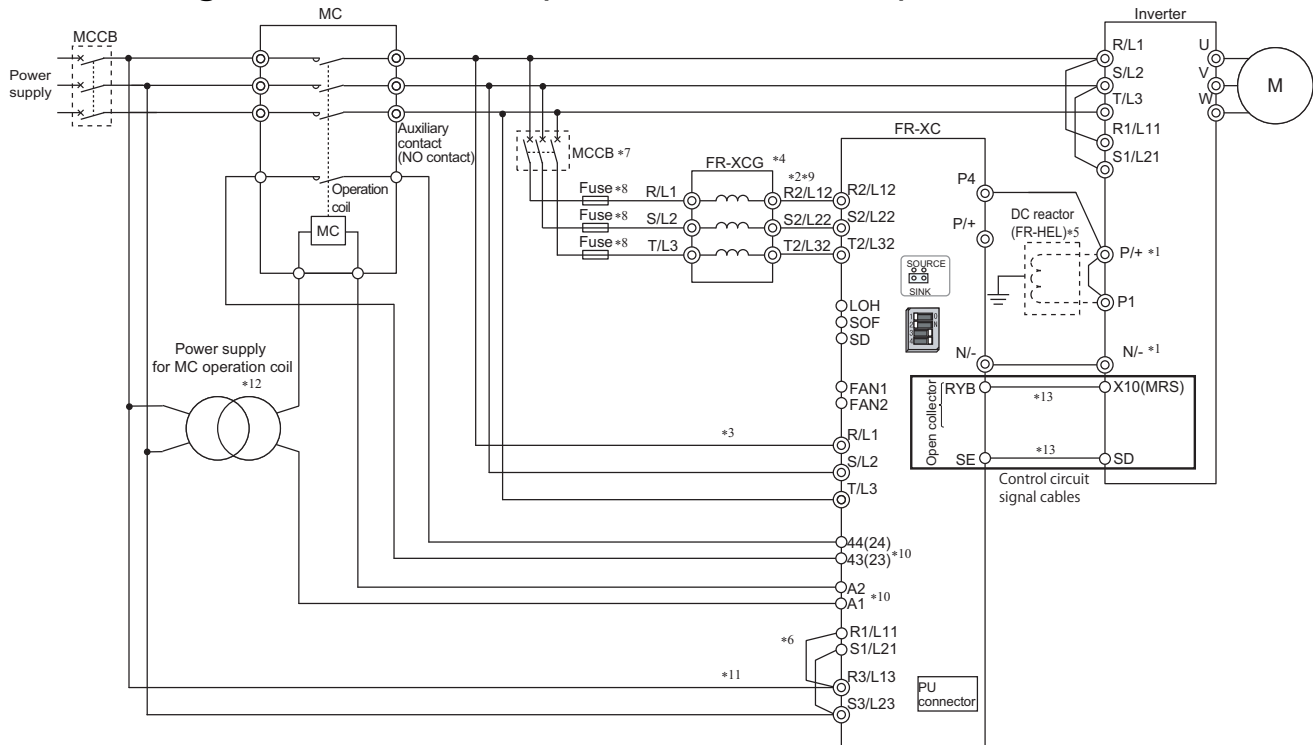 MC
Inverter
MCCB
Power
supply
R/L1
S/L2
T/L3
R1/L11
S1/L21
U
V
W
M
Auxiliary
contact
(NO contact)
Operation
coil
MC
MCCB *7
Fuse *8
Fuse *8
Fuse *8
R/L1
S/L2
T/L3
FR-XCG *4
*2*9
R2/L12
S2/L22
T2/L32
FR-XC
R2/L12
S2/L22
T2/L32
P4
P/+
DC reactor
(FR-HEL)*5
P/+ *1
P1
SOURCE
SINK
LOH
SOF
SD
N/-
N/- *1
FAN1
FAN2
Open collector
RYB
*13
X10(MRS)
SE
*13
SD
Control circuit
signal cables
Power supply
for MC operation coil
*12
*3
R/L1
S/L2
T/L3
44(24)
43(23)*10
A2
A1 *10
*6
R1/L11
S1/L21
*11
R3/L13
S3/L23
PU
connector